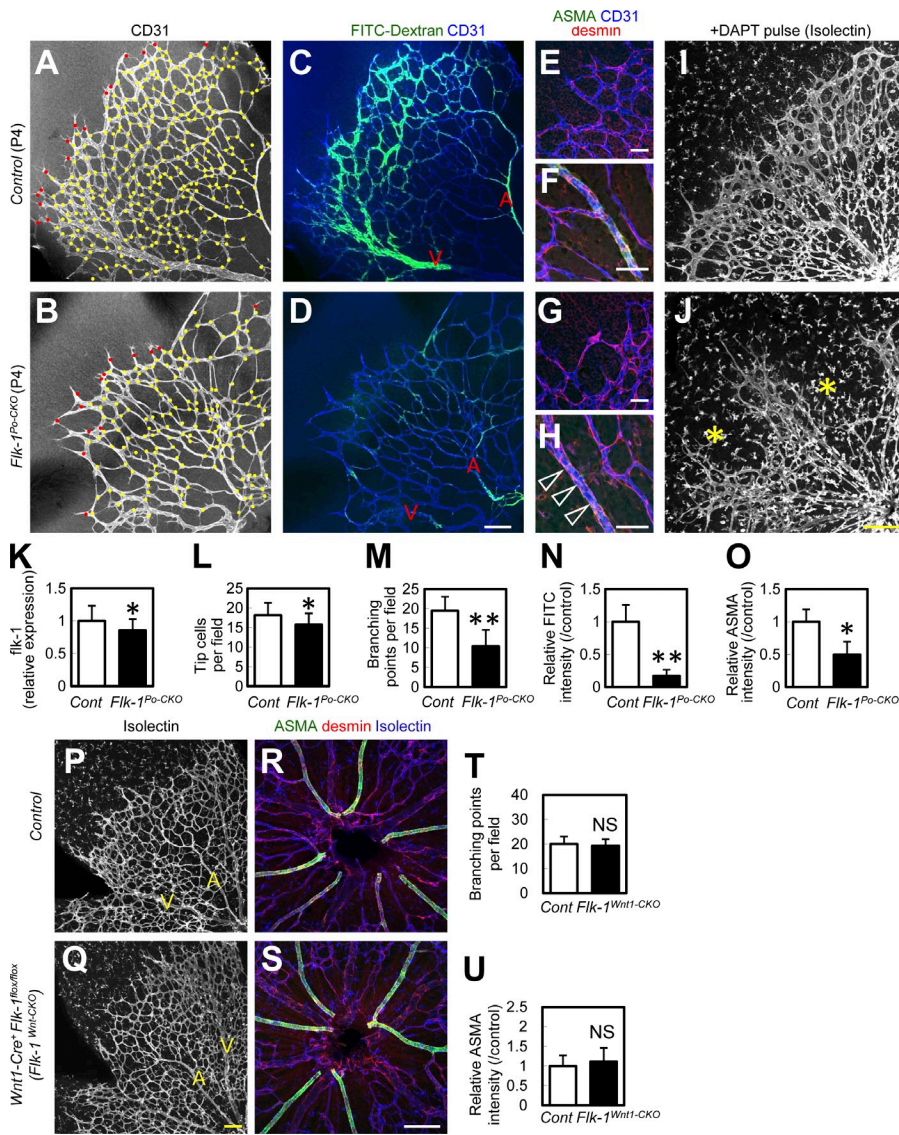 CD31
FITC-Dextran CD31
ASMA CD31
desmin
+DAPT pulse (Isolectin)
A
C
E
I
Control (P4)
F
A
V
B
D
G
J
Flk-1Po-CKO (P4)
H
A
V
*
*
K
L
M
N
O
flk-1
(relative expression)
1.5
1
0.5
0
*
Cont Flk-1Po-CKO
Tip cells
per field
25
20
15
10
5
0
*
Cont Flk-1Po-CKO
Branching
points per field
25
20
15
10
5
0
**
Cont Flk-1Po-CKO
Relative FITC
intensity (/control)
1.5
1
0.5
0
**
Cont Flk-1Po-CKO
Relative ASMA
intensity (/control)
1.5
1
0.5
0
*
Cont Flk-1Po-CKO
Isolectin
ASMA desmin Isolectin
P
R
T
Control
A
V
Branching points
per field
40
30
20
10
0
NS
Cont Flk-1Wnt1-CKO
Q
S
U
Wnt1-Cre+ Flk-1flox/flox
(Flk-1 Wnt-CKO)
V
A
Relative ASMA
intensity (/control)
2.5
2
1.5
1
0.5
0
NS
Cont Flk-1Wnt1-CKO